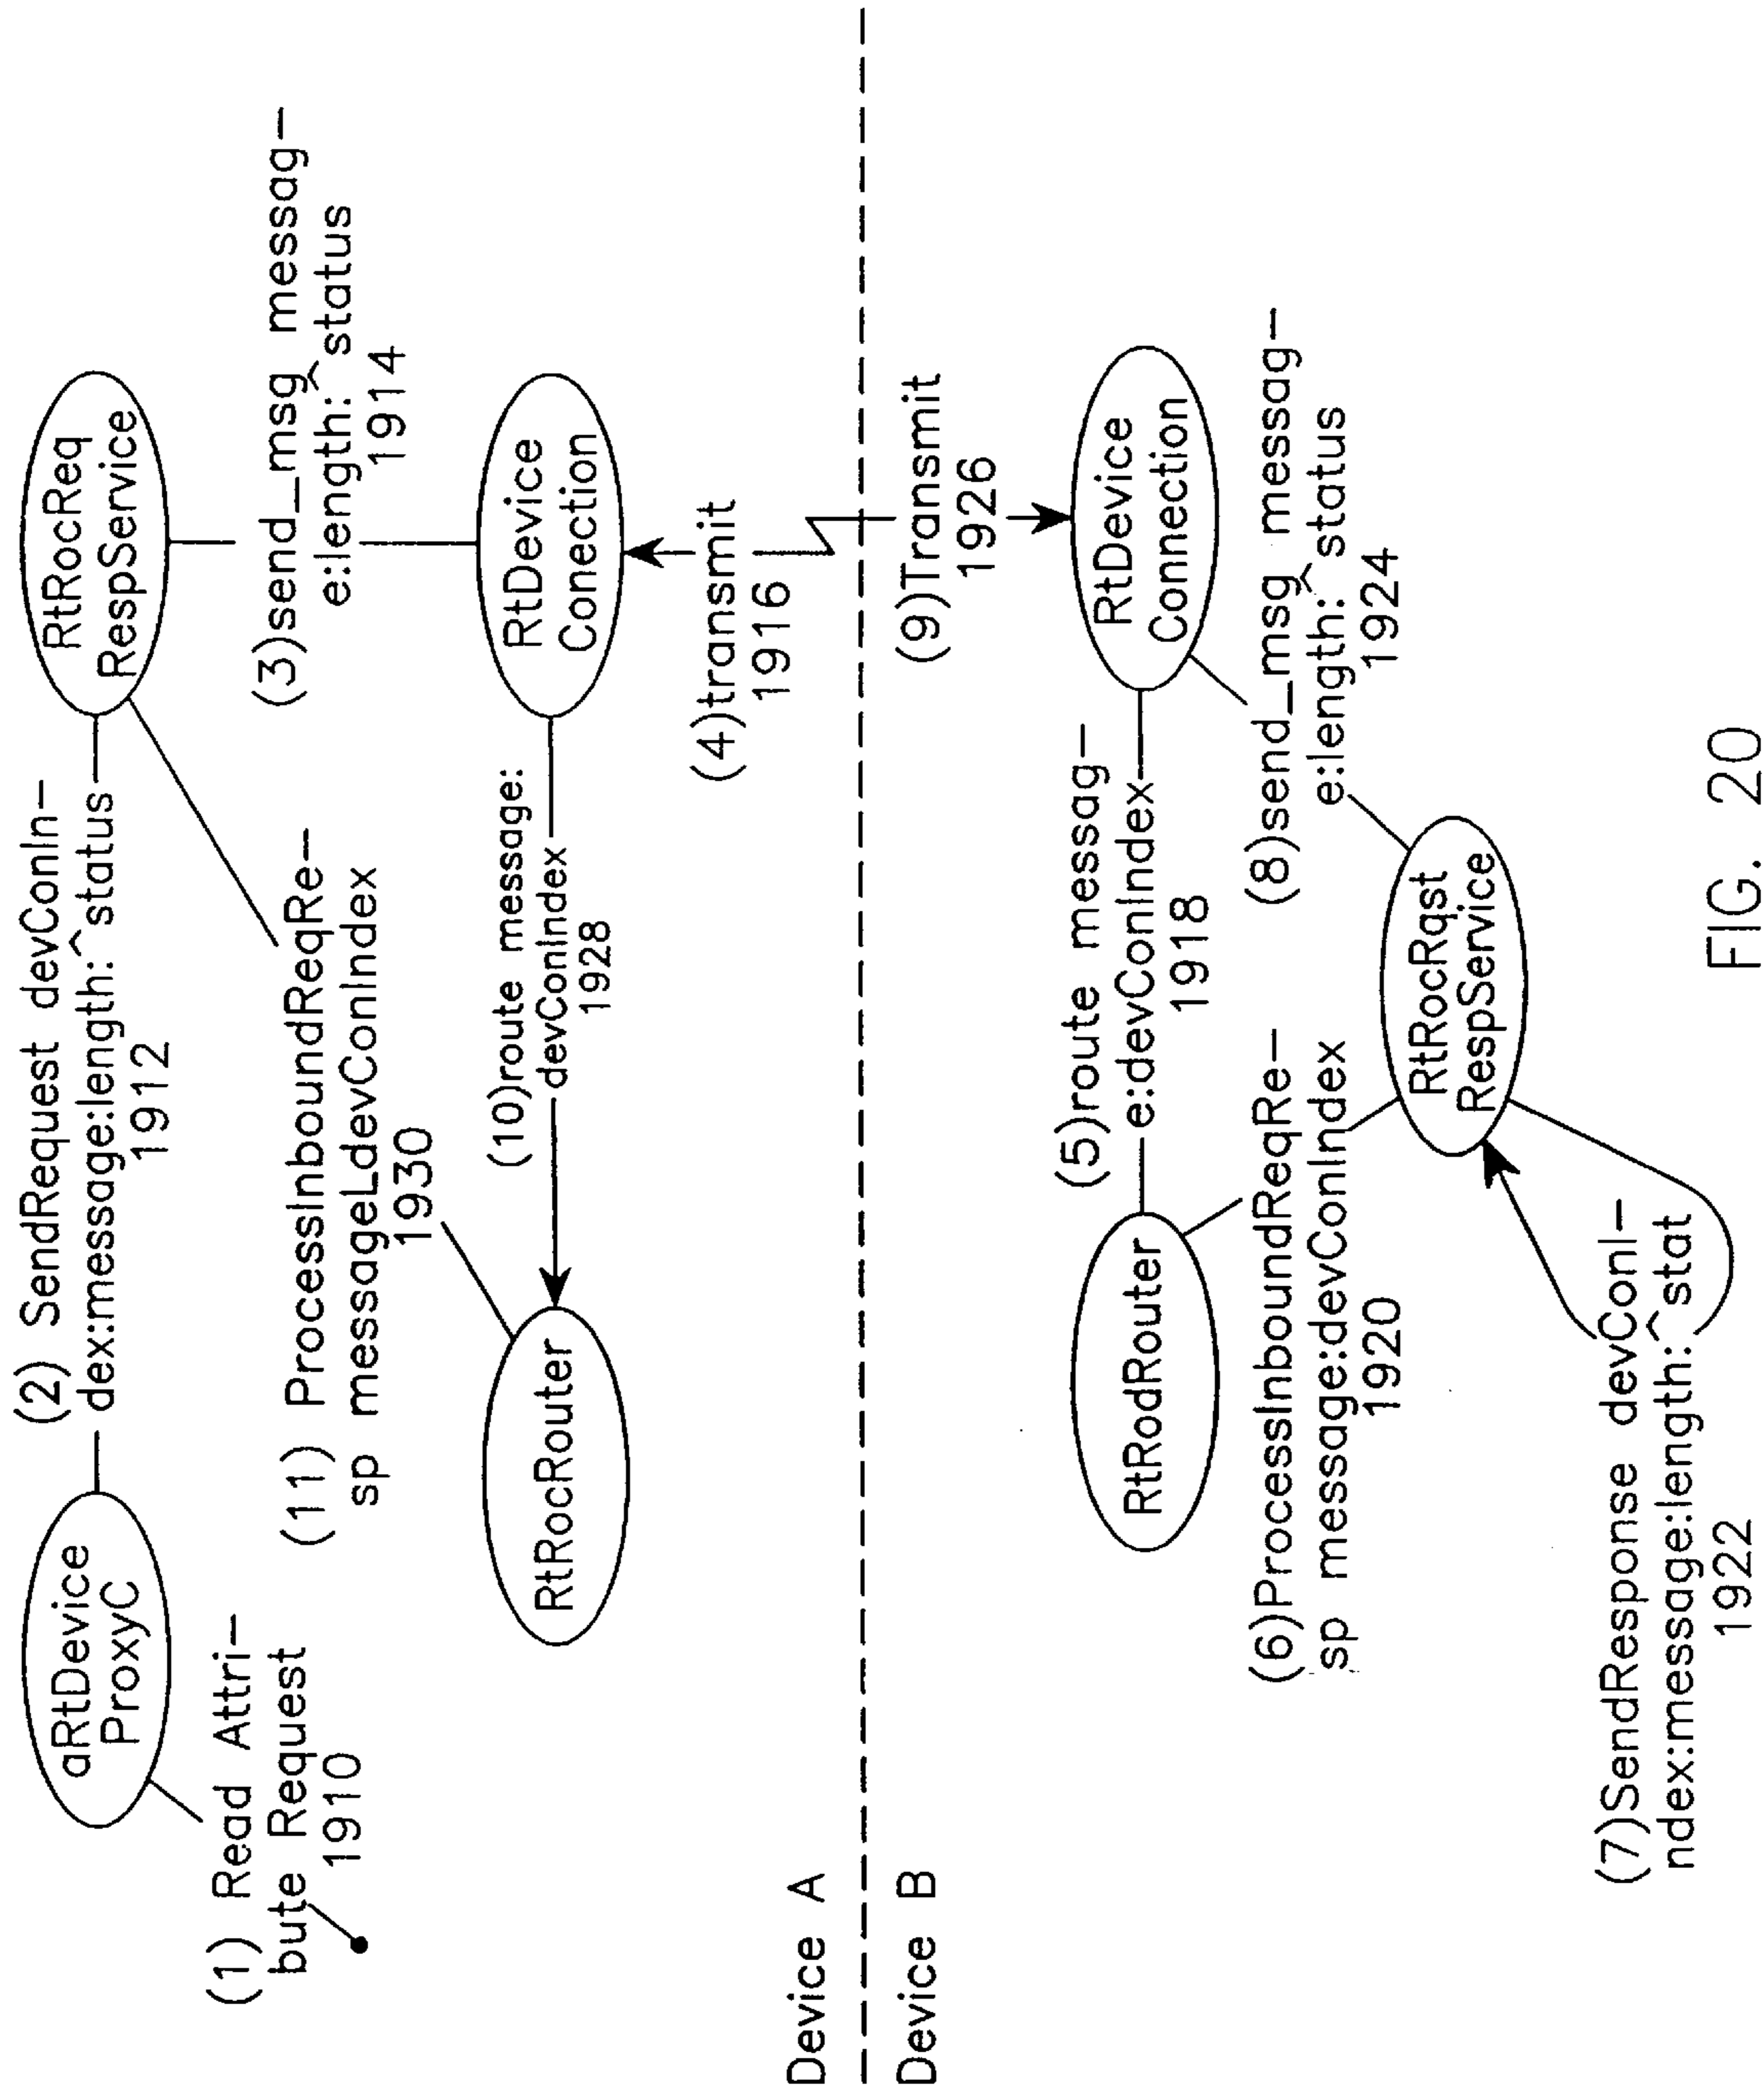 aRtDevice
ProxyC
(2) SendRequest devConIn-
dex:message:length:^status
1912
RtRocReq
RespService
(1) Read Attri-
bute Request
1910
(11) ProcessInboundReqRe-
sp messageLdevConIndex
1930
(3)send_msg messag-
e:length:^status
1914
RtRocRouter
(10)route message:
devConIndex
1928
RtDevice
Conection
(4)transmit
1916
Device A
Device B
(9)Transmit
1926
RtRodRouter
(5)route messag-
e:devConIndex
1918
RtDevice
Connection
(6)ProcessInboundReqRe-
sp message:devConIndex
1920
(8)send_msg messag-
e:length:^status
1924
RtRocRqst
RespService
(7)SendResponse devConI-
ndex:message:length:^stat
1922
FIG. 20